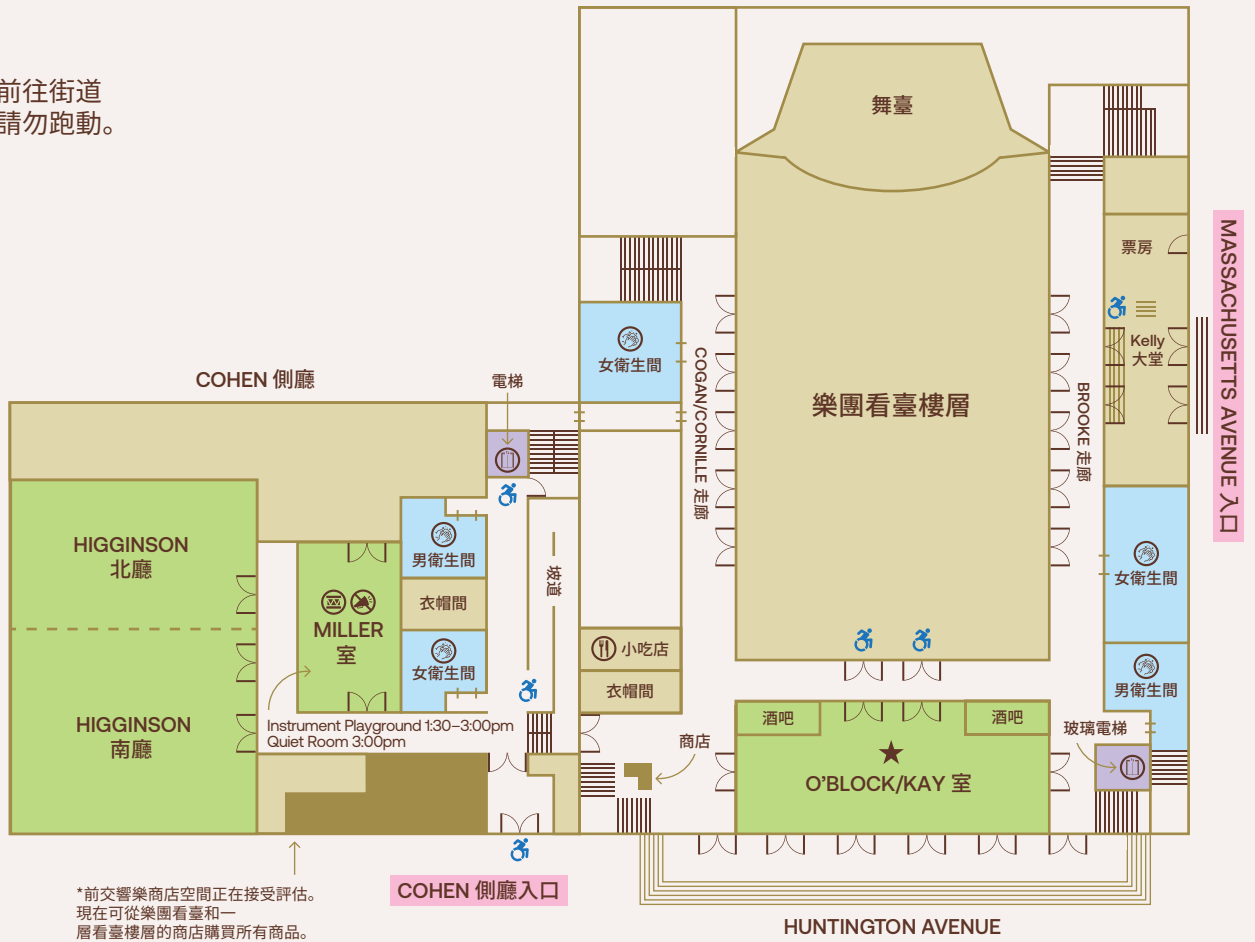 前往街道
請勿跑動。
舞臺
票房
Kelly
大堂
MASSACHUSETTS AVENUE 入口
女衛生間
COGAN/CORNILLE 走廊
樂團看臺樓層
BROOKE 走廊
COHEN 側廳
電梯
HIGGINSON
北廳
男衛生間
坡道
女衛生間
衣帽間
MILLER
室
小吃店
女衛生間
衣帽間
男衛生間
HIGGINSON
南廳
Instrument Playground 1:30–3:00pm
Quiet Room 3:00pm
酒吧
酒吧
玻璃電梯
商店
O’BLOCK/KAY 室
*前交響樂商店空間正在接受評估。
現在可從樂團看臺和一
層看臺樓層的商店購買所有商品。
COHEN 側廳入口
HUNTINGTON AVENUE